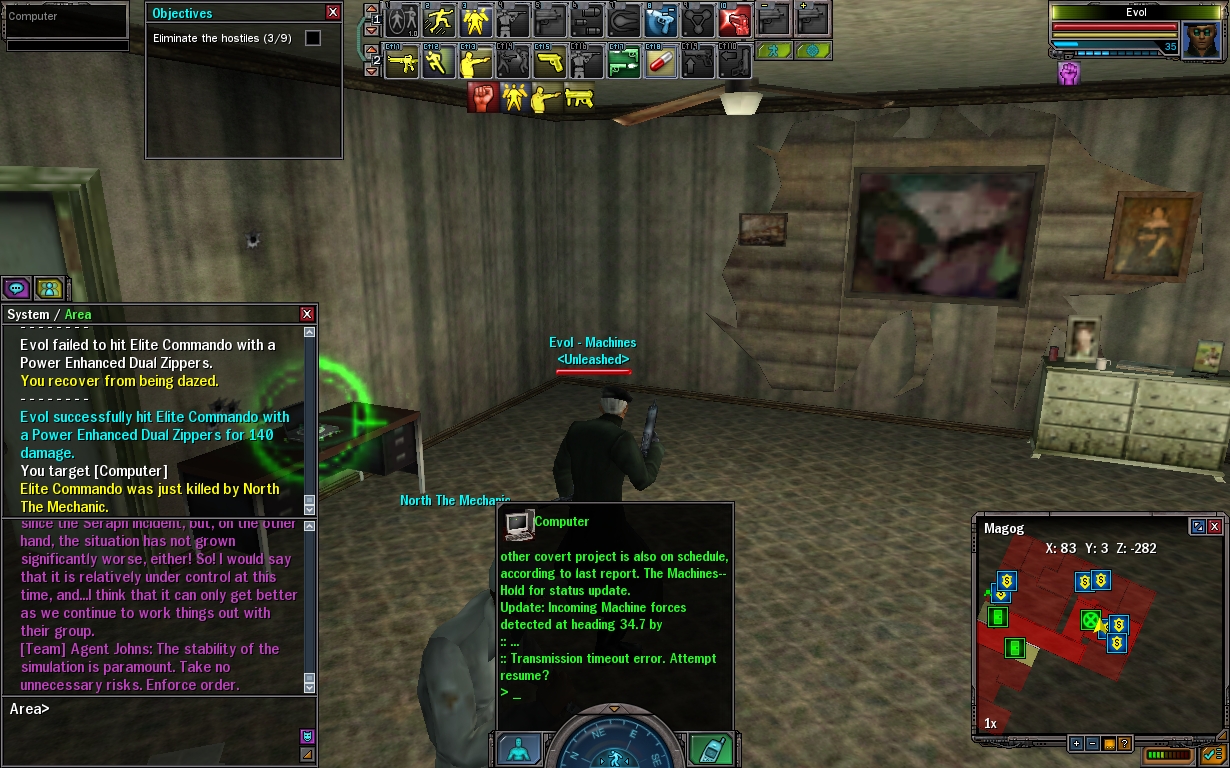 Computer
Objectives
Eliminate the hostiles (3/9)
1
2
Evol
35
Evol - Machines
<Unleashed>
System / Area
Evol failed to hit Elite Commando with a
Power Enhanced Dual Zippers.
You recover from being dazed.
- - - - - - - -
Evol successfully hit Elite Commando with
a Power Enhanced Dual Zippers for 140
damage.
You target [Computer]
Elite Commando was just killed by North
The Mechanic.
since the Seraph incident, but, on the other
hand, the situation has not grown
significantly worse, either! So! I would say
that it is relatively under control at this
time, and...I think that it can only get better
as we continue to work things out with
their group.
[Team] Agent Johns: The stability of the
simulation is paramount. Take no
unnecessary risks. Enforce order.
Area>
North The Mechanic
Computer
other covert project is also on schedule,
according to last report. The Machines--
Hold for status update.
Update: Incoming Machine forces
detected at heading 34.7 by
:: ...
:: Transmission timeout error. Attempt
resume?
> _
NE E SE
Magog
X: 83 Y: 3 Z: -282
1x